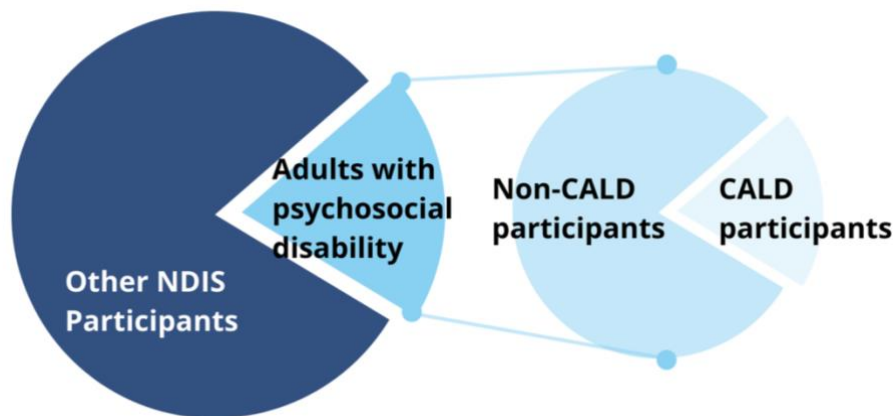 Other NDIS
Participants
Adults with
psychosocial
disability
Non-CALD
participants
CALD
participants